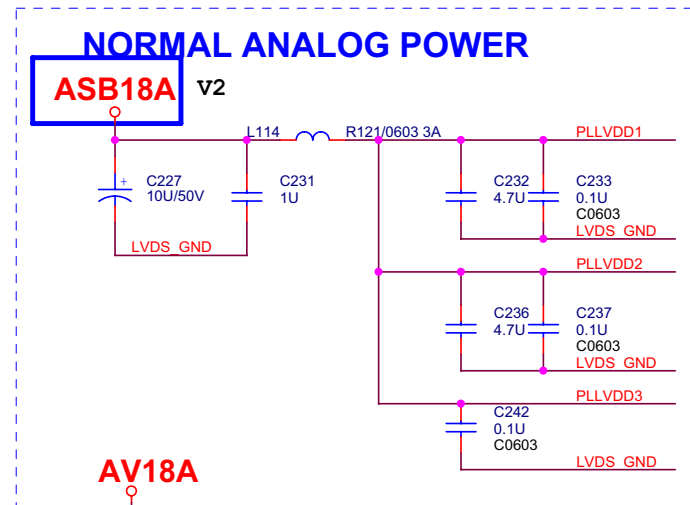 NORMAL ANALOG POWER
ASB18A V2
L114 R121/0603 3A PLLVDD1
+ C227 10U/50V
C231 1U
C232 4.7U
C233 0.1U C0603
LVDS_GND LVDS_GND
PLLVDD2
C236 4.7U
C237 0.1U C0603
LVDS_GND
PLLVDD3
C242
0.1U
C0603
LVDS_GND
AV18A